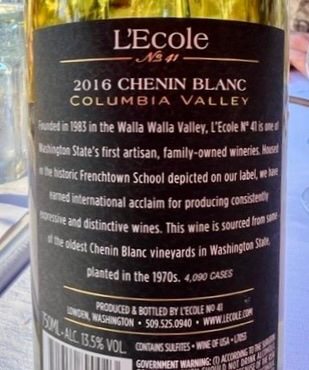 L'Ecole
No 41
2016 CHENIN BLANC
COLUMBIA VALLEY
Founded in 1983 in the Walla Walla Valley, L'Ecole Nº 41 is one of
Washington State's first artisan, family-owned wineries. Housed
in the historic Frenchtown School depicted on our label, we have
earned international acclaim for producing consistently
expressive and distinctive wines. This wine is sourced from some
of the oldest Chenin Blanc vineyards in Washington State,
planted in the 1970s. 4,090 CASES
PRODUCED & BOTTLED BY L'ECOLE NO 41
LOWDEN, WASHINGTON • 509.525.0940 • WWW.LECOLE.COM
750ML - ALC. 13.5% VOL. CONTAINS SULFITES • WINE OF USA •
GOVERNMENT WARNING: (1) ACCORDING TO THE
SHOULD NOT DRINK